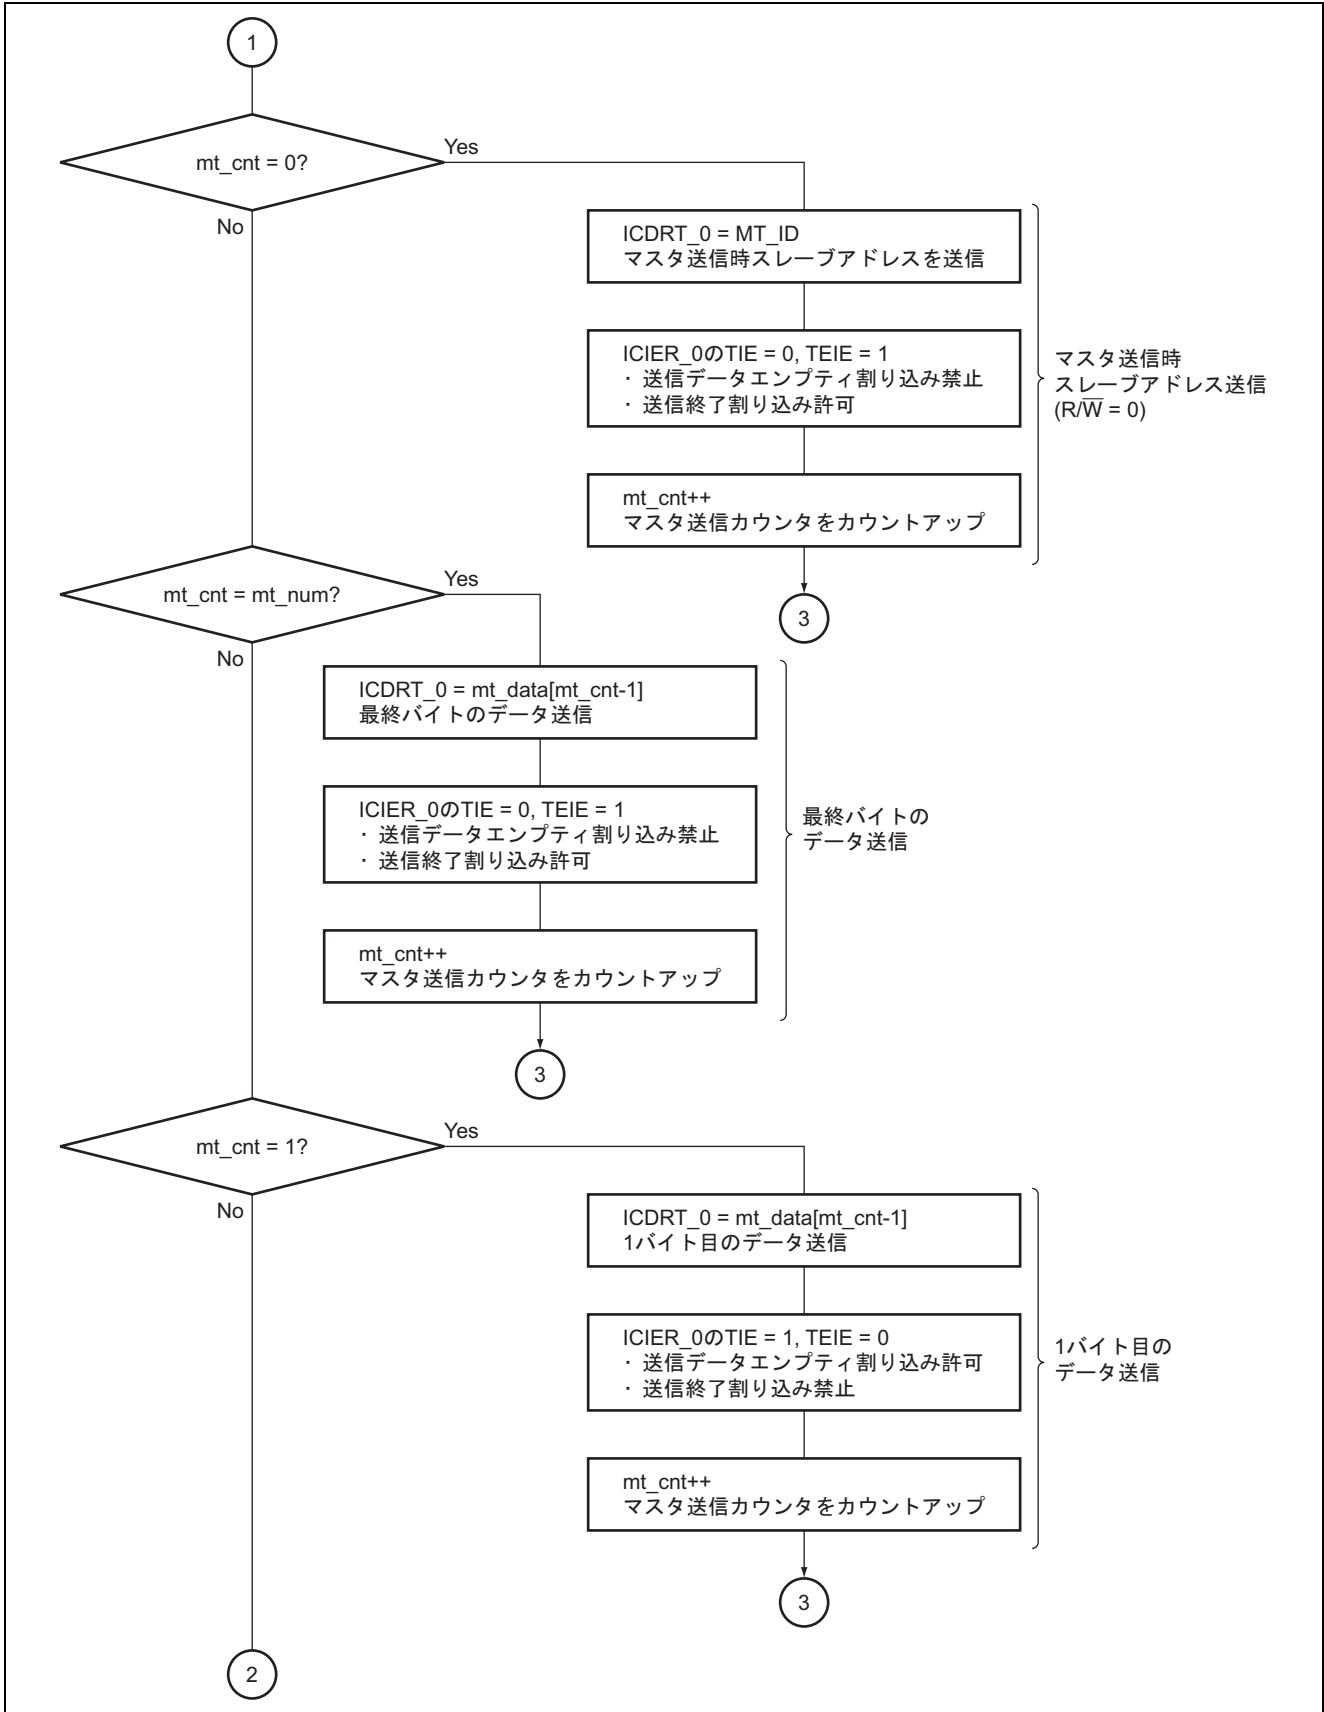 1
mt_cnt = 0?
Yes
No
ICDRT_0 = MT_ID
マスタ送信時スレーブアドレスを送信
ICIER_0のTIE = 0, TEIE = 1
・ 送信データエンプティ割り込み禁止
・ 送信終了割り込み許可
mt_cnt++
マスタ送信カウンタをカウントアップ
マスタ送信時
スレーブアドレス送信
(R/W̅ = 0)
3
mt_cnt = mt_num?
Yes
No
ICDRT_0 = mt_data[mt_cnt-1]
最終バイトのデータ送信
ICIER_0のTIE = 0, TEIE = 1
・ 送信データエンプティ割り込み禁止
・ 送信終了割り込み許可
mt_cnt++
マスタ送信カウンタをカウントアップ
最終バイトの
データ送信
3
mt_cnt = 1?
Yes
No
ICDRT_0 = mt_data[mt_cnt-1]
1バイト目のデータ送信
ICIER_0のTIE = 1, TEIE = 0
・ 送信データエンプティ割り込み許可
・ 送信終了割り込み禁止
mt_cnt++
マスタ送信カウンタをカウントアップ
1バイト目の
データ送信
3
2